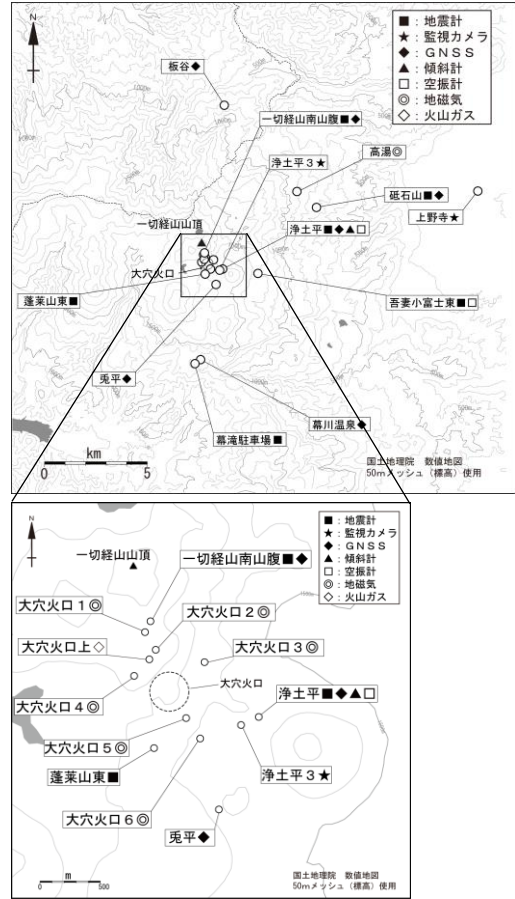 N
■：地震計
★：監視カメラ
◆：ＧＮＳＳ
▲：傾斜計
□：空振計
◎：地磁気
◇：火山ガス
板谷◆
一切経山南山腹■◆
浄土平３★
高湯◎
砥石山■◆
上野寺★
一切経山山頂
浄土平■◆▲□
大穴火口
蓬莱山東■
吾妻小富士東■□
兎平◆
幕川温泉◆
幕滝駐車場■
km
0 5
国土地理院　数値地図
50mメッシュ（標高）使用
N
■：地震計
★：監視カメラ
◆：ＧＮＳＳ
▲：傾斜計
□：空振計
◎：地磁気
◇：火山ガス
一切経山山頂
一切経山南山腹■◆
大穴火口１◎
大穴火口２◎
大穴火口上◇
大穴火口３◎
大穴火口
大穴火口４◎
浄土平■◆▲□
大穴火口５◎
蓬莱山東■
浄土平３★
大穴火口６◎
兎平◆
m
0 500
国土地理院　数値地図
50mメッシュ（標高）使用